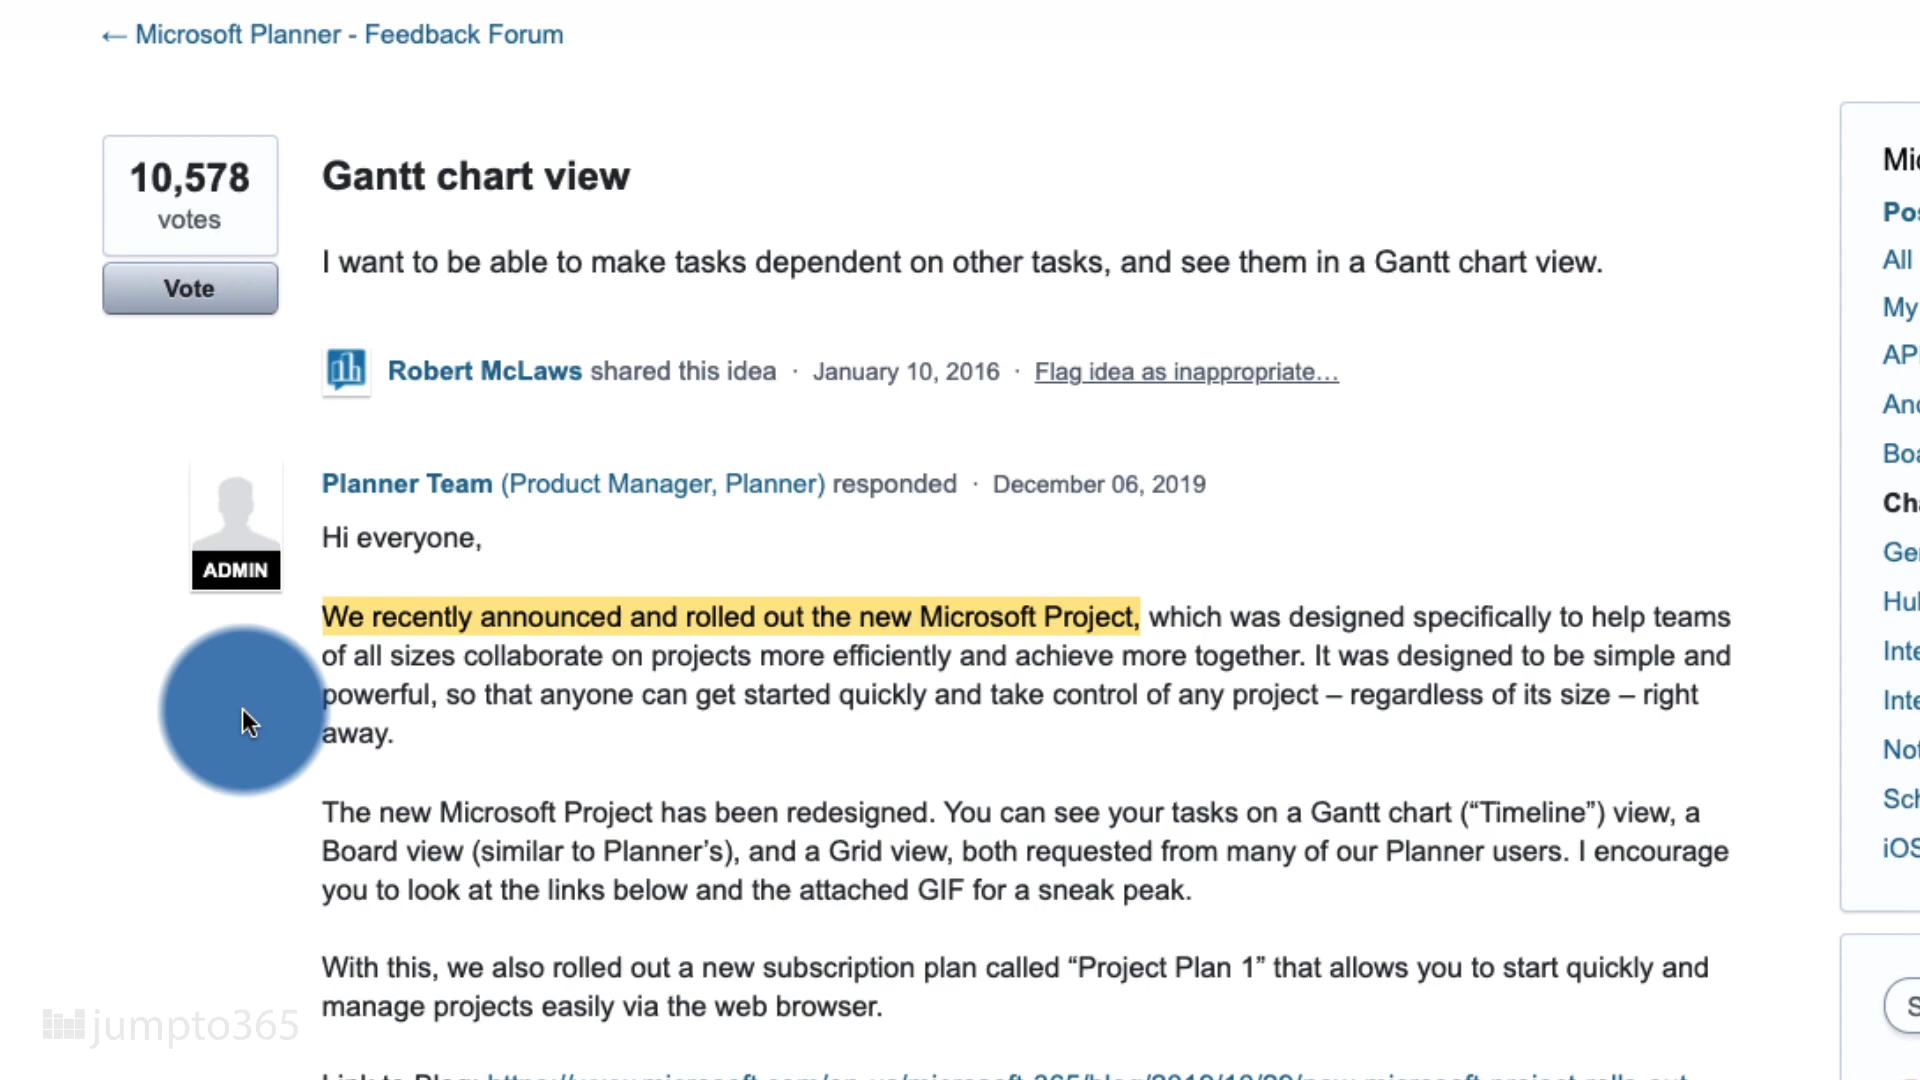 ← Microsoft Planner - Feedback Forum
10,578
votes
Vote
Gantt chart view
I want to be able to make tasks dependent on other tasks, and see them in a Gantt chart view.
Robert McLaws shared this idea · January 10, 2016 · Flag idea as inappropriate…
ADMIN
Planner Team (Product Manager, Planner) responded · December 06, 2019
Hi everyone,
We recently announced and rolled out the new Microsoft Project, which was designed specifically to help teams
of all sizes collaborate on projects more efficiently and achieve more together. It was designed to be simple and
powerful, so that anyone can get started quickly and take control of any project – regardless of its size – right
away.
The new Microsoft Project has been redesigned. You can see your tasks on a Gantt chart (“Timeline”) view, a
Board view (similar to Planner’s), and a Grid view, both requested from many of our Planner users. I encourage
you to look at the links below and the attached GIF for a sneak peak.
With this, we also rolled out a new subscription plan called “Project Plan 1” that allows you to start quickly and
manage projects easily via the web browser.
jumpto365
All
My